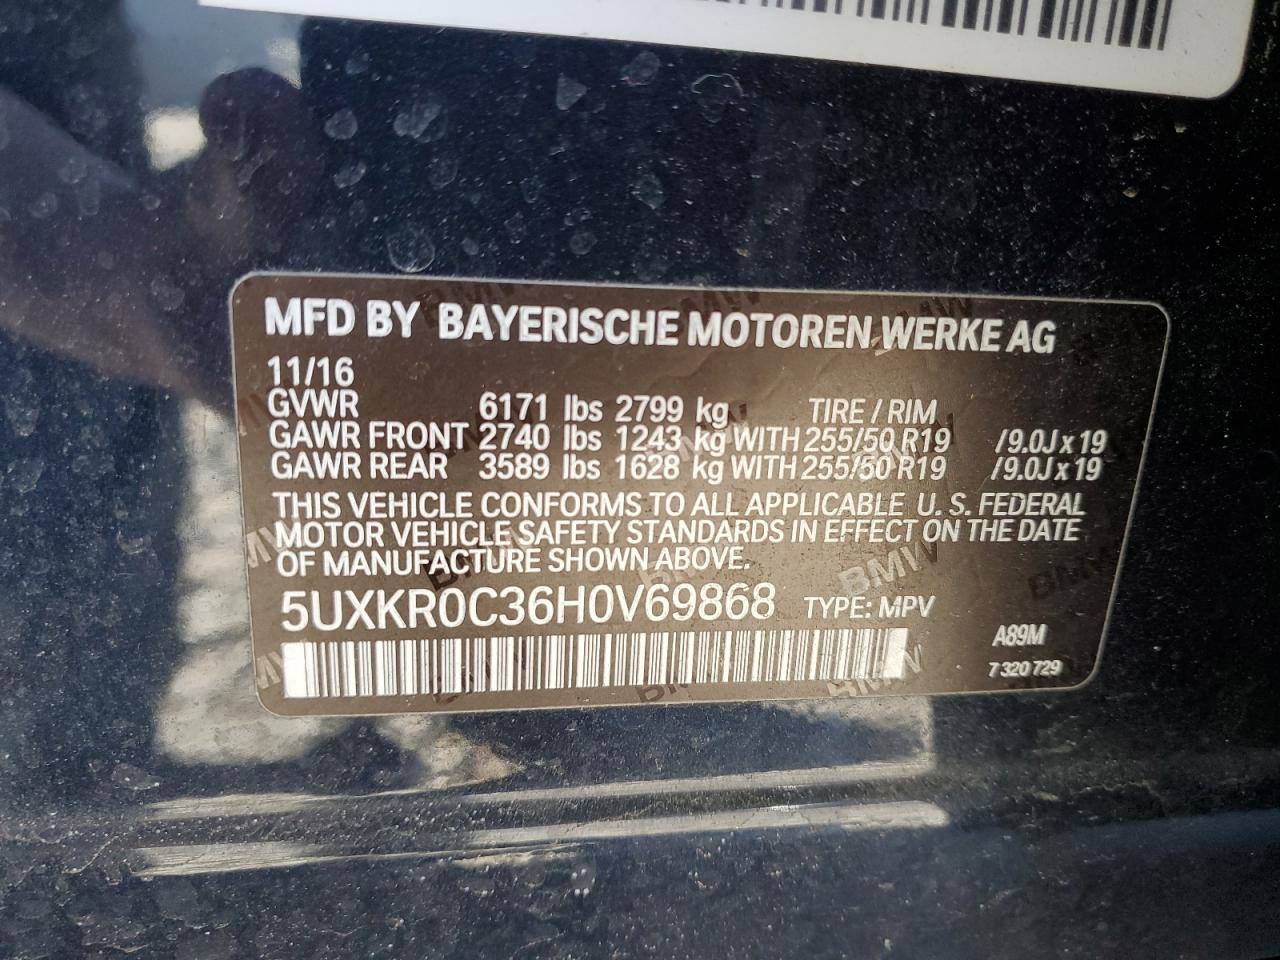 MFD BY BAYERISCHE MOTOREN WERKE AG
11/16
GVWR 6171 lbs 2799 kg TIRE / RIM
GAWR FRONT 2740 lbs 1243 kg WITH 255/50 R19 /9.0J x 19
GAWR REAR 3589 lbs 1628 kg WITH 255/50 R19 /9.0J x 19
THIS VEHICLE CONFORMS TO ALL APPLICABLE U. S. FEDERAL
MOTOR VEHICLE SAFETY STANDARDS IN EFFECT ON THE DATE
OF MANUFACTURE SHOWN ABOVE.
5UXKR0C36H0V69868 TYPE: MPV
A89M
7 320 729